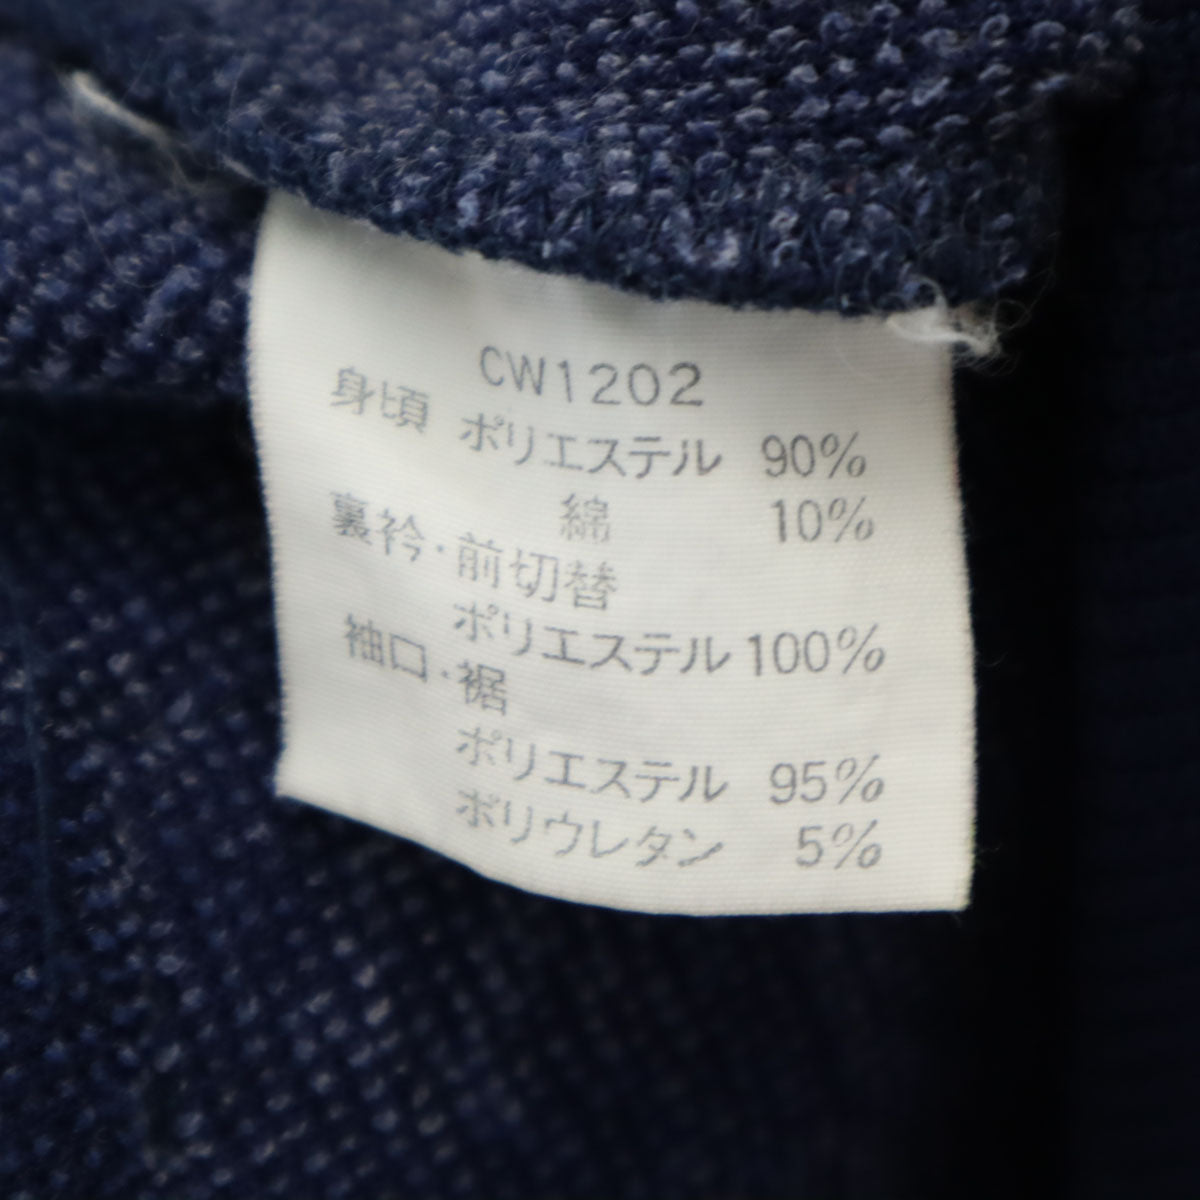 CW1202
身頃 ポリエステル 90%
綿 10%
裏衿・前切替
ポリエステル 100%
袖口・裾
ポリエステル 95%
ポリウレタン 5%